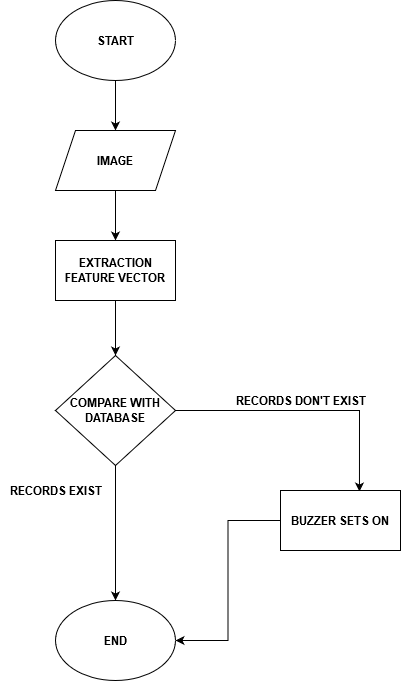 START
IMAGE
EXTRACTION
FEATURE VECTOR
COMPARE WITH
DATABASE
RECORDS DON'T EXIST
RECORDS EXIST
BUZZER SETS ON
END